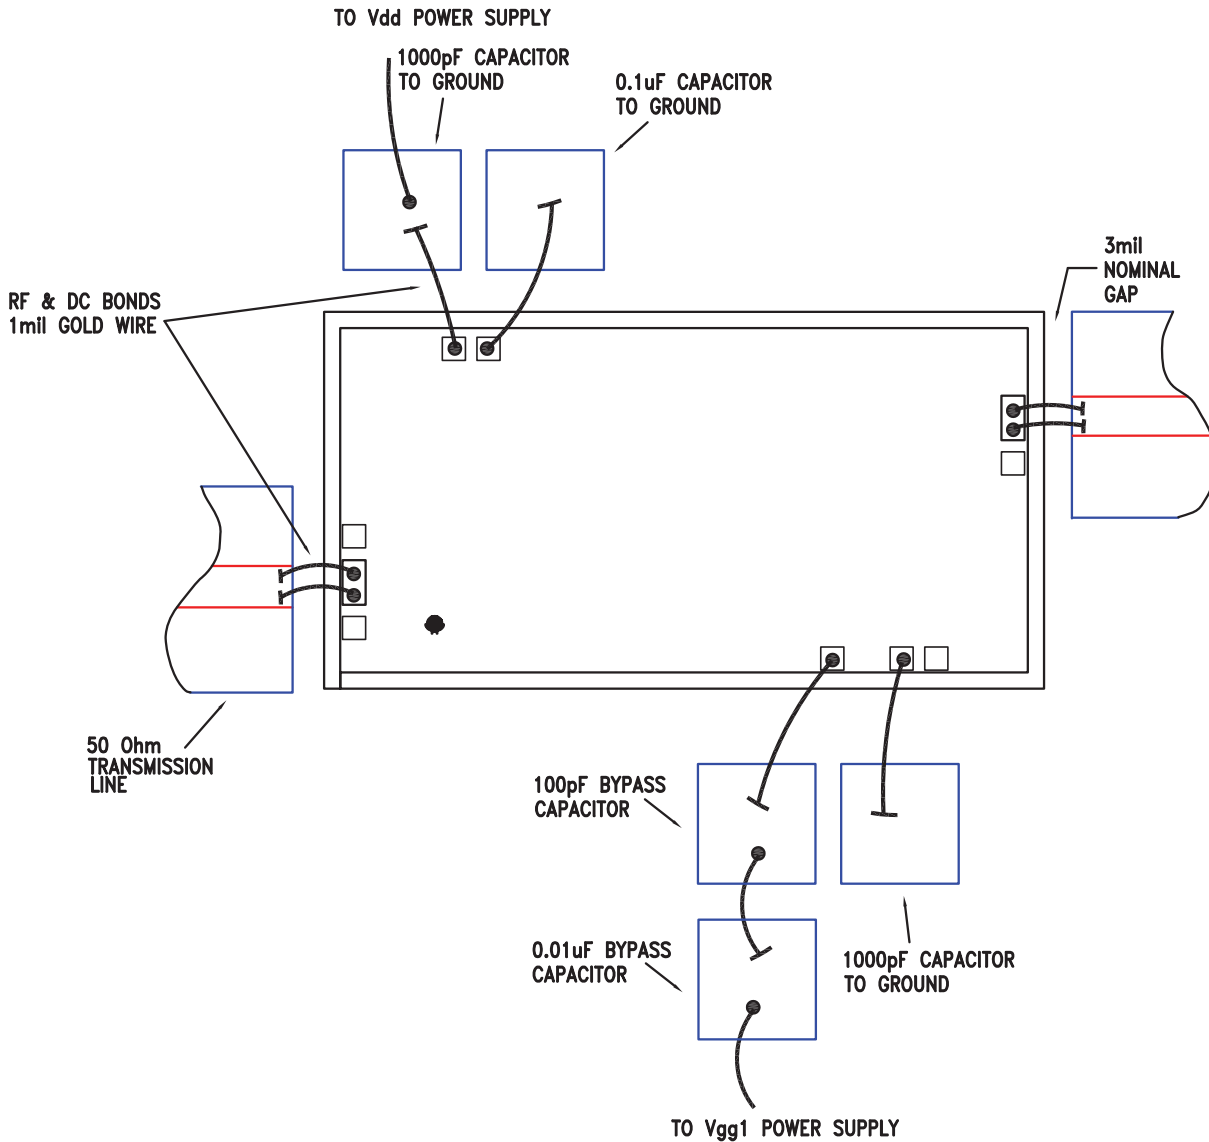 TO Vdd POWER SUPPLY
1000pF CAPACITOR
TO GROUND
0.1uF CAPACITOR
TO GROUND
3mil
NOMINAL
GAP
RF & DC BONDS
1mil GOLD WIRE
50 Ohm
TRANSMISSION
LINE
100pF BYPASS
CAPACITOR
0.01uF BYPASS
CAPACITOR
1000pF CAPACITOR
TO GROUND
TO Vgg1 POWER SUPPLY